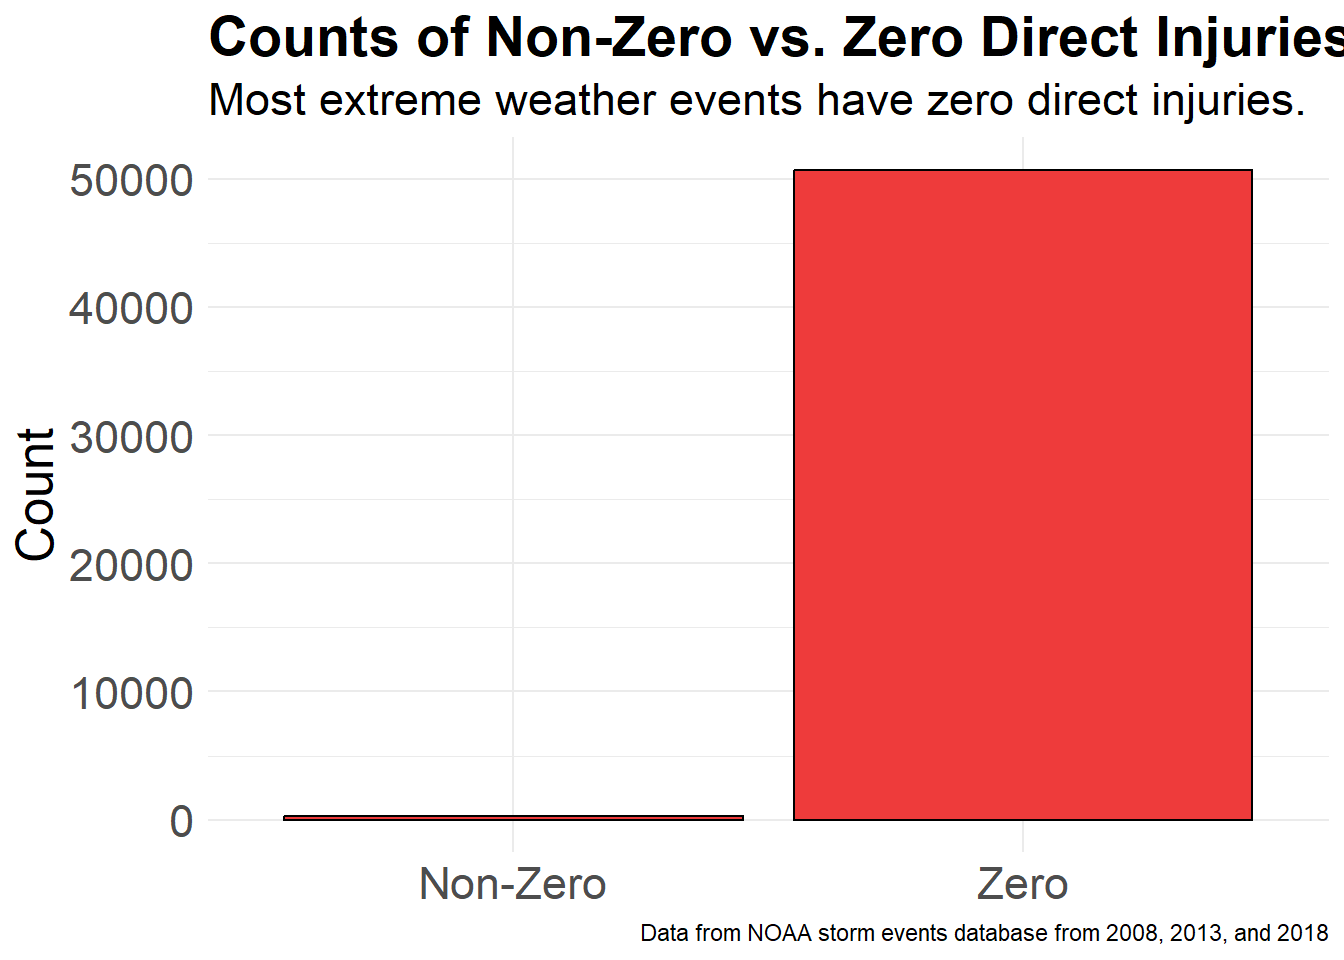 Counts of Non-Zero vs. Zero Direct Injuries
Most extreme weather events have zero direct injuries.
50000
40000
30000
20000
10000
0
Count
Non-Zero
Zero
Data from NOAA storm events database from 2008, 2013, and 2018